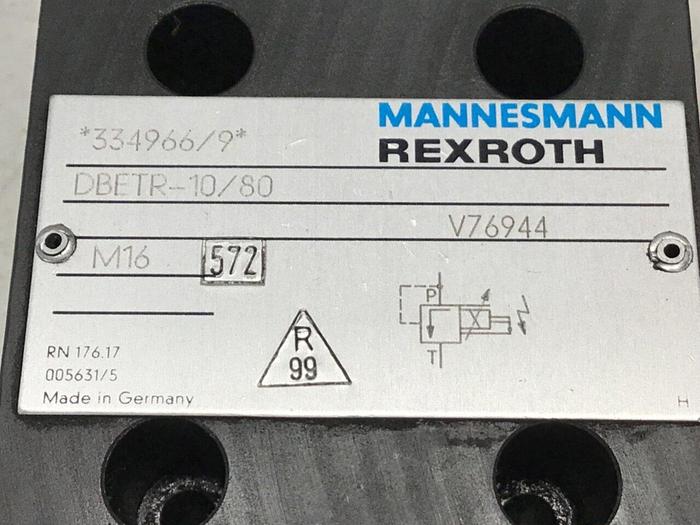 *334966/9*
MANNESMANN
REXROTH
DBETR-10/80
V76944
M16 572
P
T
R
99
RN 176.17
005631/5
Made in Germany
H